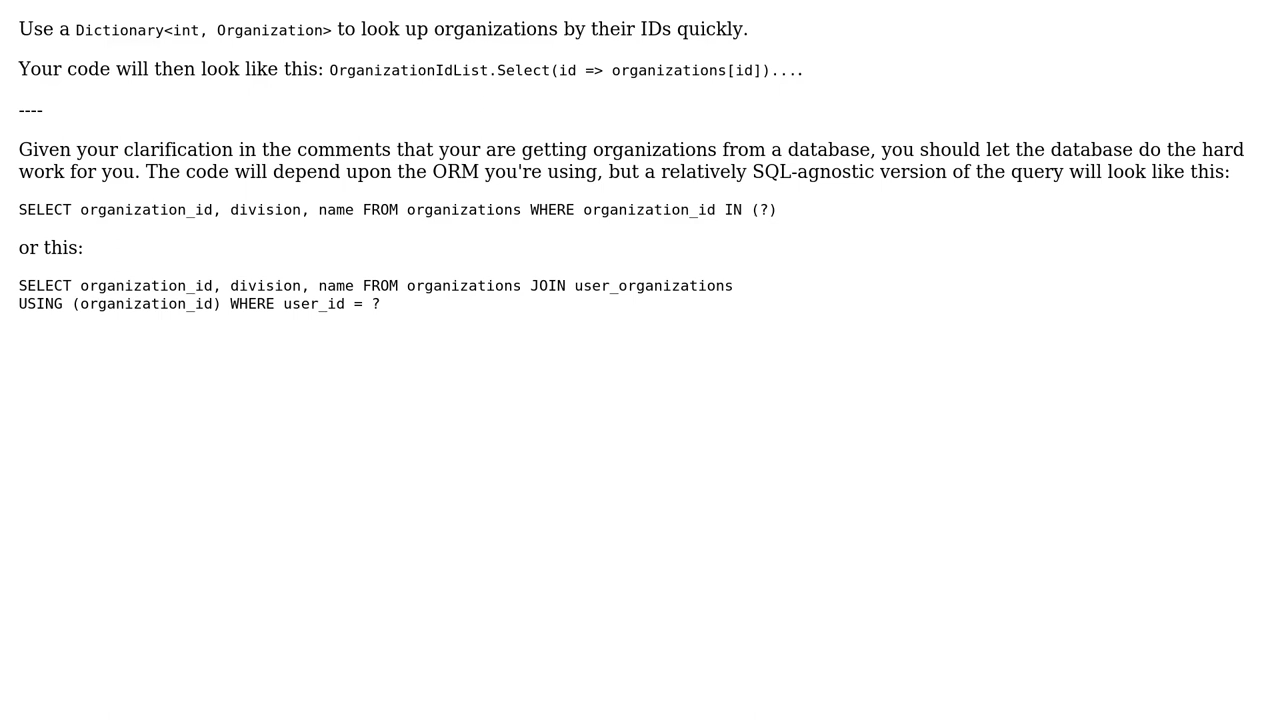 Use a Dictionary<int, Organization> to look up organizations by their IDs quickly.
Your code will then look like this: OrganizationIdList.Select(id => organizations[id])....
----
Given your clarification in the comments that your are getting organizations from a database, you should let the database do the hard
work for you. The code will depend upon the ORM you're using, but a relatively SQL-agnostic version of the query will look like this:
SELECT organization_id, division, name FROM organizations WHERE organization_id IN (?)
or this:
SELECT organization_id, division, name FROM organizations JOIN user_organizations
USING (organization_id) WHERE user_id = ?